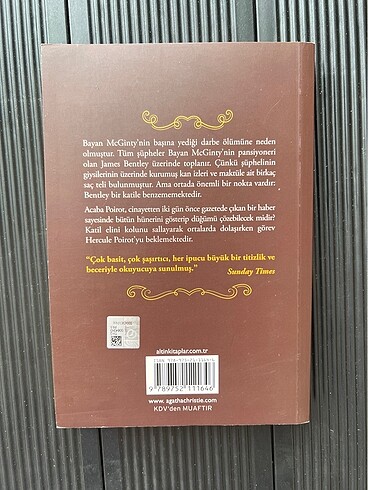 Bayan McGinty'nin başına yediği darbe ölümüne neden
olmuştur. Tüm şüpheler Bayan McGinty'nin pansiyoneri
olan James Bentley üzerinde toplanır. Çünkü şüphelinin
giysilerinin üzerinde kurumuş kan izleri ve maktüle ait birkaç
saç teli bulunmuştur. Ama ortada önemli bir nokta vardır:
Bentley bir katile benzememektedir.
Acaba Poirot, cinayetten iki gün önce gazetede çıkan bir haber
sayesinde bütün hünerini gösterip düğümü çözebilecek midir?
Katil elini kolunu sallayarak ortalarda dolaşırken görev
Hercule Poirot'yu beklemektedir.
"Çok basit, çok şaşırtıcı, her ipucu büyük bir titizlik ve
beceriyle okuyucuya sunulmuş."
Sunday Times
altinkitaplar.com.tr
9 789752 111646
www.agathachristie.com
KDV'den MUAFTIR